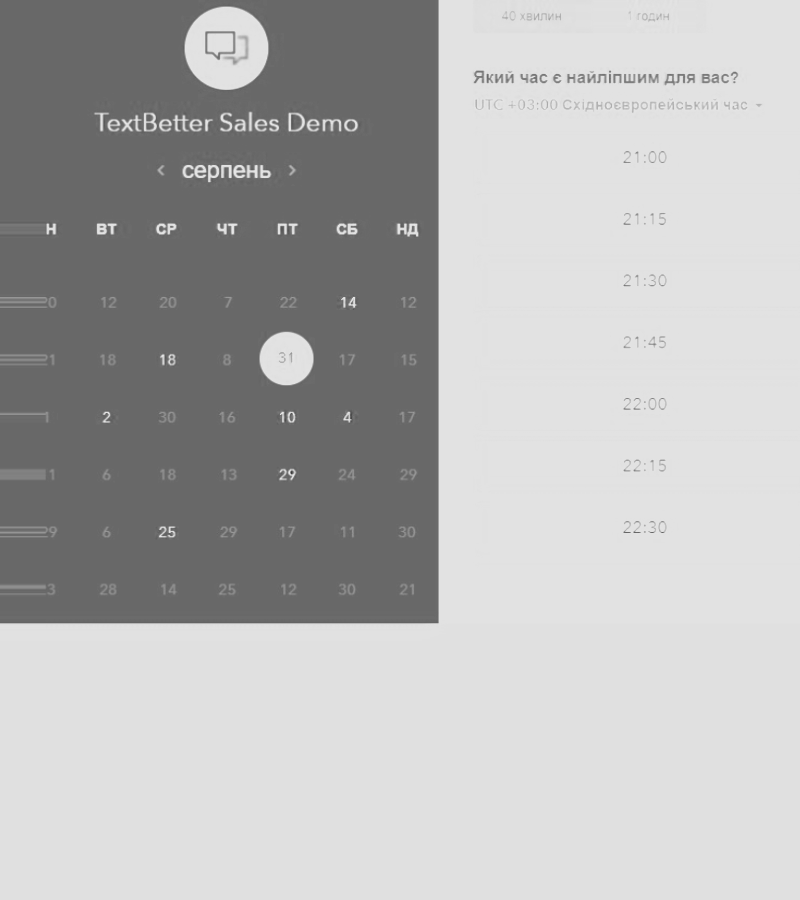 TextBetter Sales Demo
серпень
Н ВТ СР ЧТ ПТ СБ НД
0 12 20 7 22 14 12
1 18 18 8 31 17 15
1 2 30 16 10 4 17
1 6 18 13 29 24 29
9 6 25 29 17 11 30
3 28 14 25 12 30 21
40 хвилин 1 годин
Який час є найліпшим для вас?
UTC +03:00 Східноєвропейський час
21:00
21:15
21:30
21:45
22:00
22:15
22:30